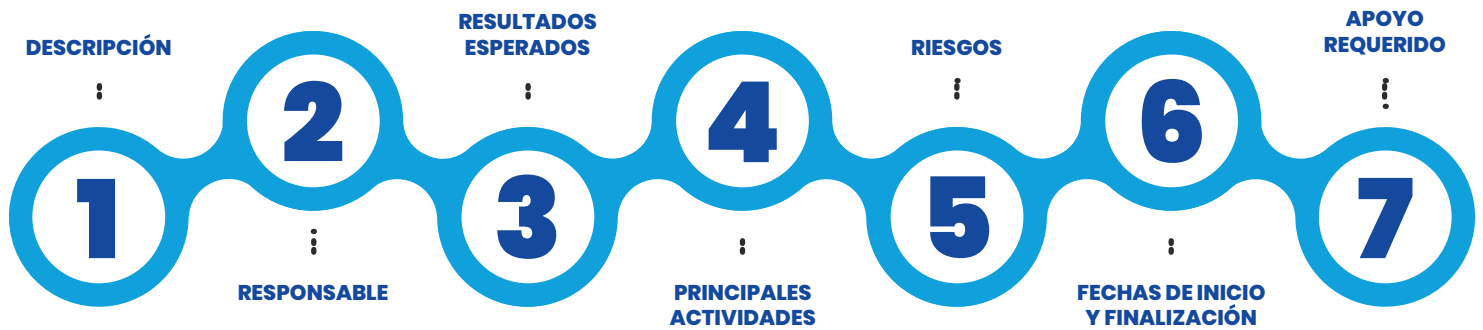 DESCRIPCIÓN
1
2
RESPONSABLE
RESULTADOS
ESPERADOS
3
4
PRINCIPALES
ACTIVIDADES
RIESGOS
5
6
FECHAS DE INICIO
Y FINALIZACIÓN
APOYO
REQUERIDO
7